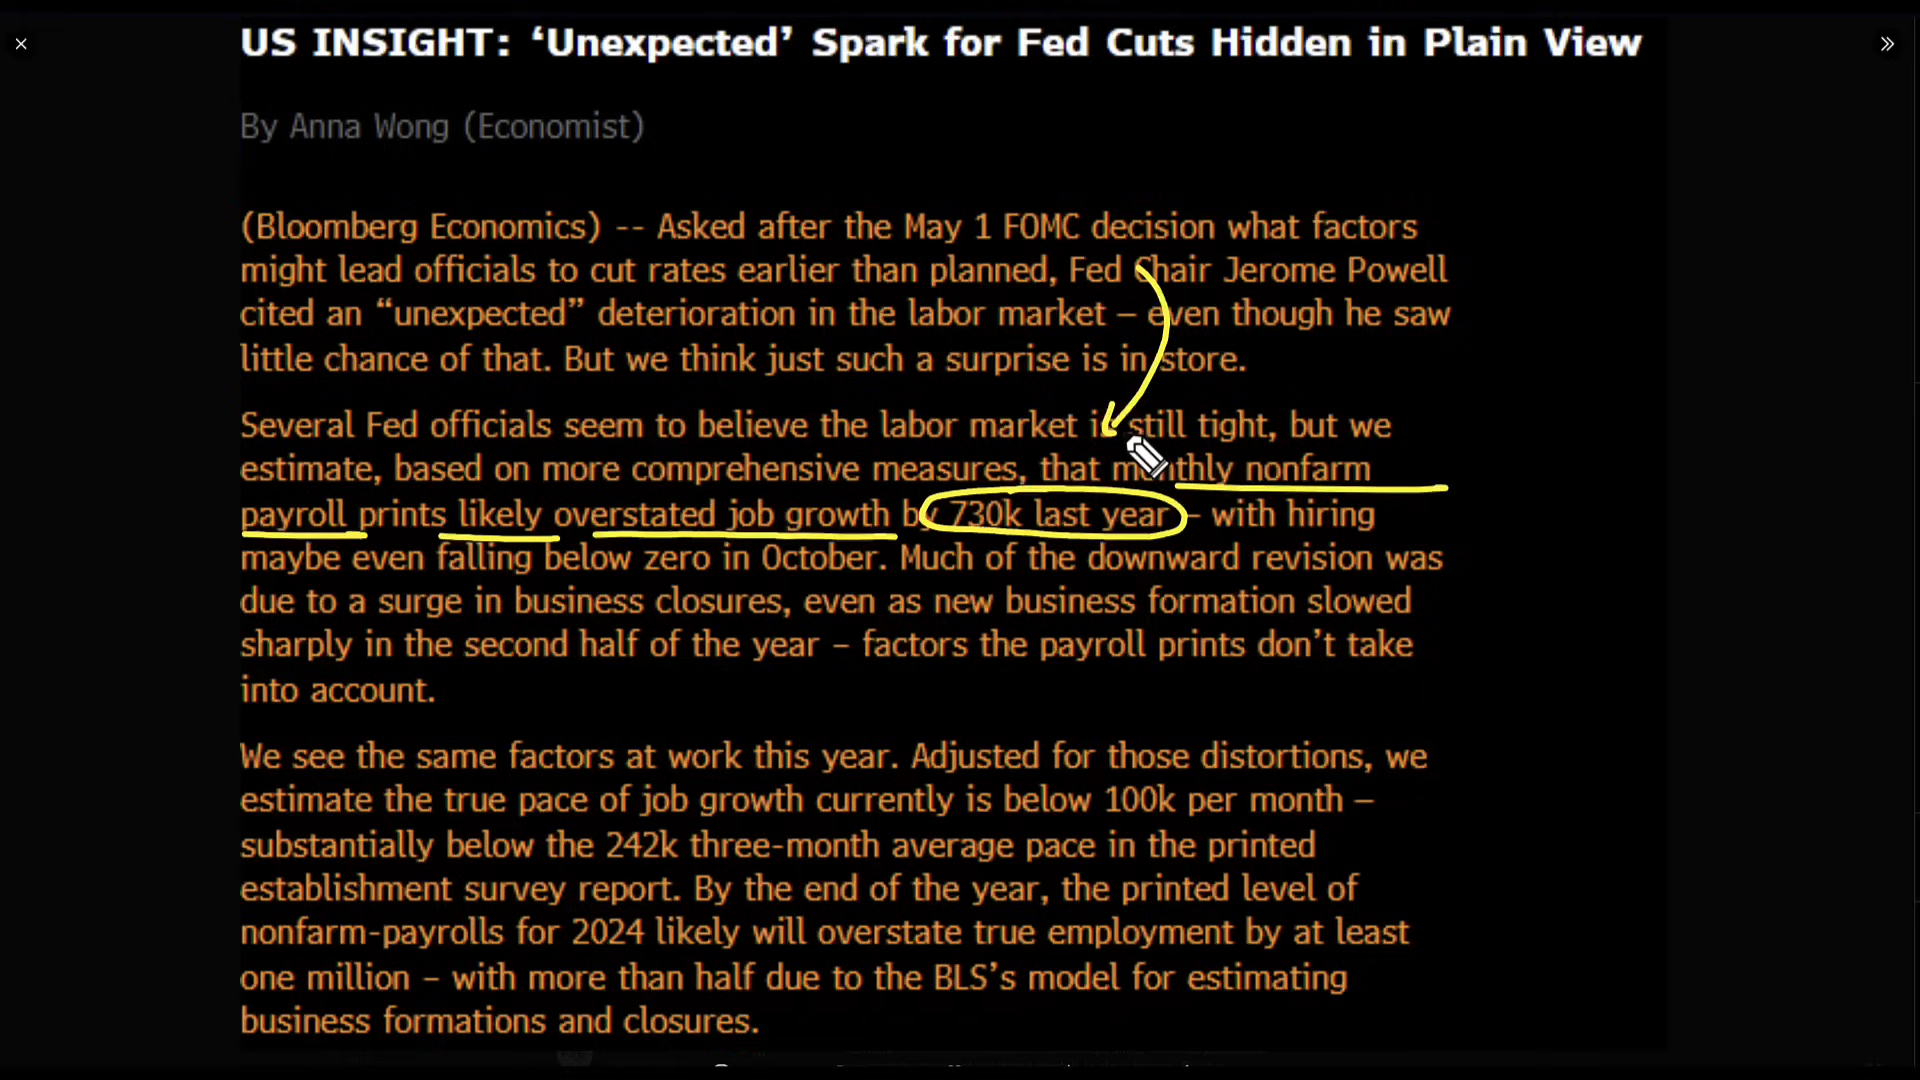 US INSIGHT: ‘Unexpected’ Spark for Fed Cuts Hidden in Plain View
By Anna Wong (Economist)
(Bloomberg Economics) -- Asked after the May 1 FOMC decision what factors
might lead officials to cut rates earlier than planned, Fed Chair Jerome Powell
cited an “unexpected” deterioration in the labor market – even though he saw
little chance of that. But we think just such a surprise is in store.
Several Fed officials seem to believe the labor market is still tight, but we
estimate, based on more comprehensive measures, that monthly nonfarm
payroll prints likely overstated job growth by 730k last year – with hiring
maybe even falling below zero in October. Much of the downward revision was
due to a surge in business closures, even as new business formation slowed
sharply in the second half of the year – factors the payroll prints don’t take
into account.
We see the same factors at work this year. Adjusted for those distortions, we
estimate the true pace of job growth currently is below 100k per month –
substantially below the 242k three-month average pace in the printed
establishment survey report. By the end of the year, the printed level of
nonfarm-payrolls for 2024 likely will overstate true employment by at least
one million – with more than half due to the BLS’s model for estimating
business formations and closures.